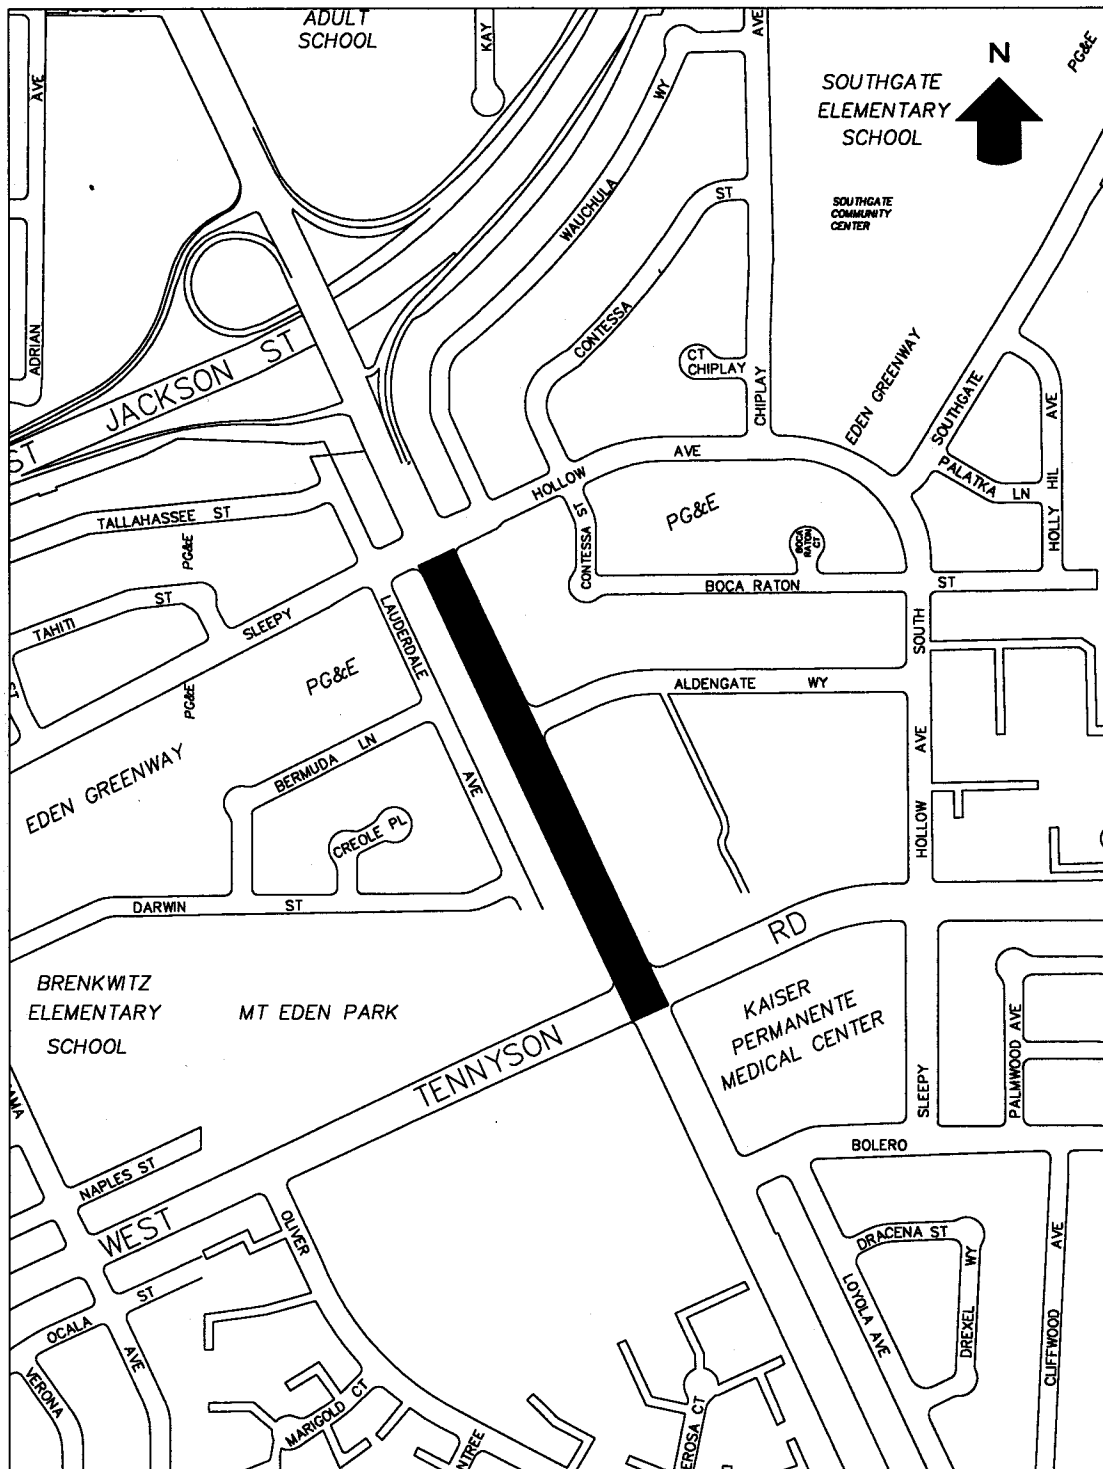 ADULT
SCHOOL
KAY
AVE
N
PG&E
AVE
SOUTHGATE
ELEMENTARY
SCHOOL
WY
SOUTHGATE
COMMUNITY
CENTER
WAUCHULA
ST
ADRIAN
CONTESSA
JACKSON ST
ST
CT
CHIPLAY
CHIPLAY
EDEN GREENWAY
SOUTHGATE
AVE
HOLLY HIL
AVE
HOLLOW
PALATKA LN
PG&E
TALLAHASSEE ST
CONTESSA ST
BOCA
RATON
CT
PG&E
BOCA RATON ST
TAHITI ST
SLEEPY
LAUDERDALE
SOUTH
PG&E
ST
PG&E
ALDENGATE WY
AVE
BERMUDA LN
EDEN GREENWAY
AVE
CREOLE PL
HOLLOW
DARWIN ST
RD
BRENKWITZ
ELEMENTARY
SCHOOL
MT EDEN PARK
KAISER
PERMANENTE
MEDICAL CENTER
TENNYSON
SLEEPY
PALMWOOD AVE
BOLERO
NAPLES ST
WEST
OLIVER
DRACENA ST
WY
AVE
ST
OCALA
LOYOLA AVE
DREXEL
CLIFFWOOD
AVE
VERONA
MARIGOLD CT